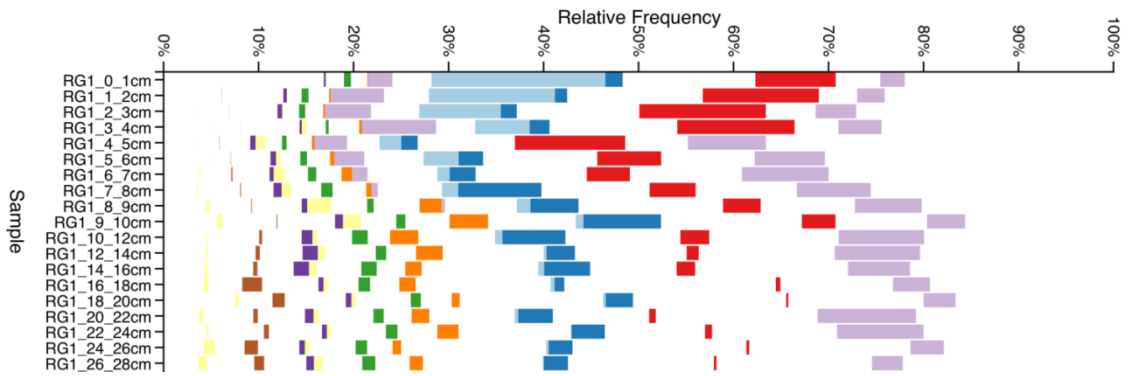 Relative Frequency
0%
10%
20%
30%
40%
50%
60%
70%
80%
90%
100%
Sample
RG1_0_1cm
RG1_1_2cm
RG1_2_3cm
RG1_3_4cm
RG1_4_5cm
RG1_5_6cm
RG1_6_7cm
RG1_7_8cm
RG1_8_9cm
RG1_9_10cm
RG1_10_12cm
RG1_12_14cm
RG1_14_16cm
RG1_16_18cm
RG1_18_20cm
RG1_20_22cm
RG1_22_24cm
RG1_24_26cm
RG1_26_28cm